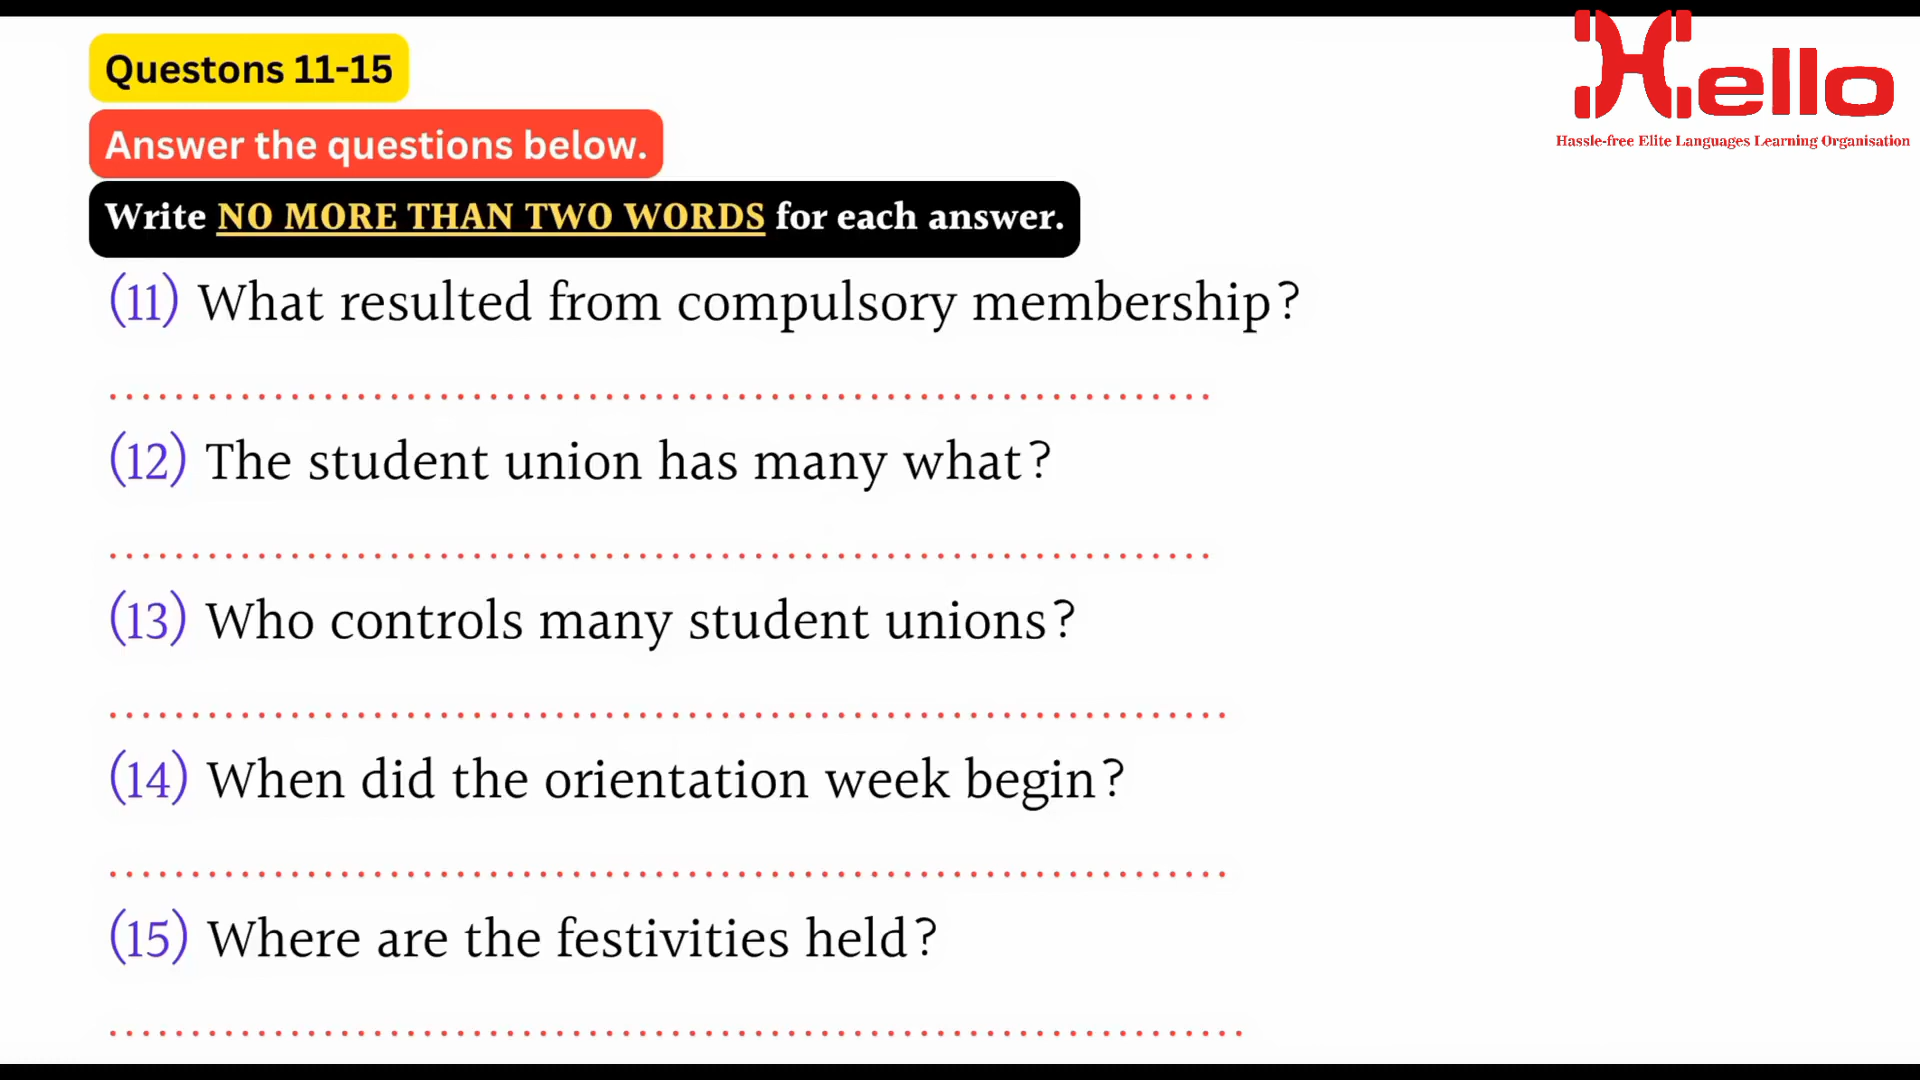 Questons 11-15
Hello
Hassle-free Elite Languages Learning Organisation
Answer the questions below.
Write NO MORE THAN TWO WORDS for each answer.
(11) What resulted from compulsory membership?
(12) The student union has many what?
(13) Who controls many student unions?
(14) When did the orientation week begin?
(15) Where are the festivities held?